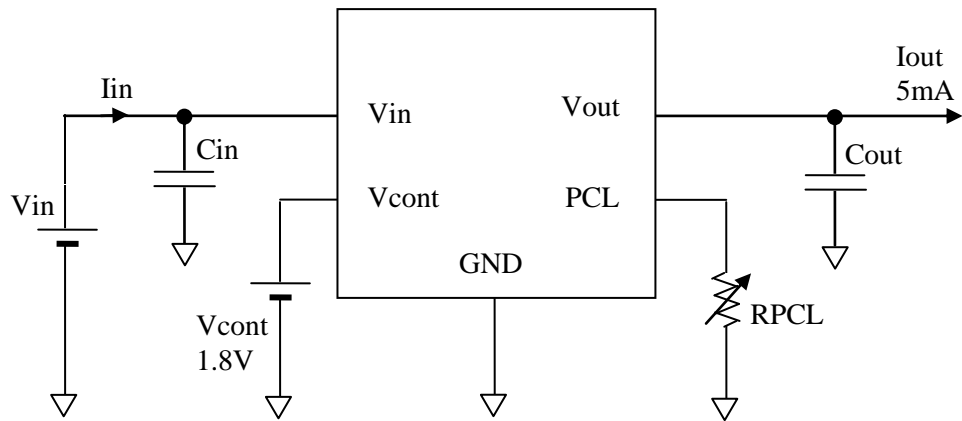 Iin
Iout
5mA
Vin
Vout
Cin
Cout
Vcont
PCL
Vin
GND
RPCL
Vcont
1.8V